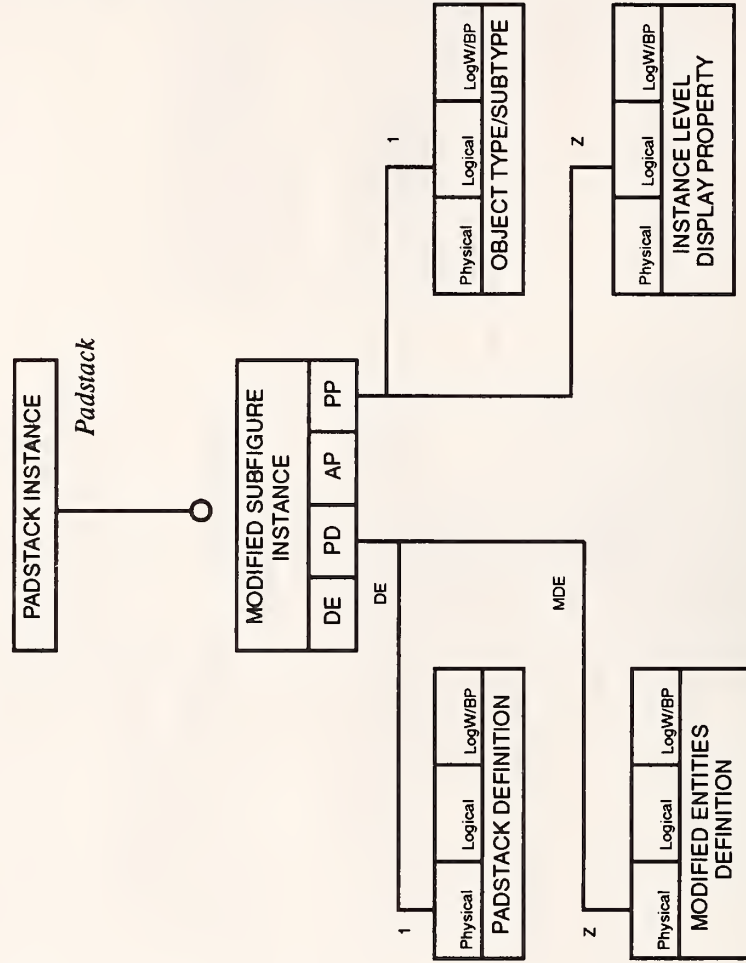 PADSTACK INSTANCE
Padstack
MODIFIED SUBFIGURE
INSTANCE
DE PD AP PP
DE
MDE
1
Physical Logical LogW/BP
PADSTACK DEFINITION
Z
Physical Logical LogW/BP
MODIFIED ENTITIES
DEFINITION
1
Physical Logical LogW/BP
OBJECT TYPE/SUBTYPE
Z
Physical Logical LogW/BP
INSTANCE LEVEL
DISPLAY PROPERTY